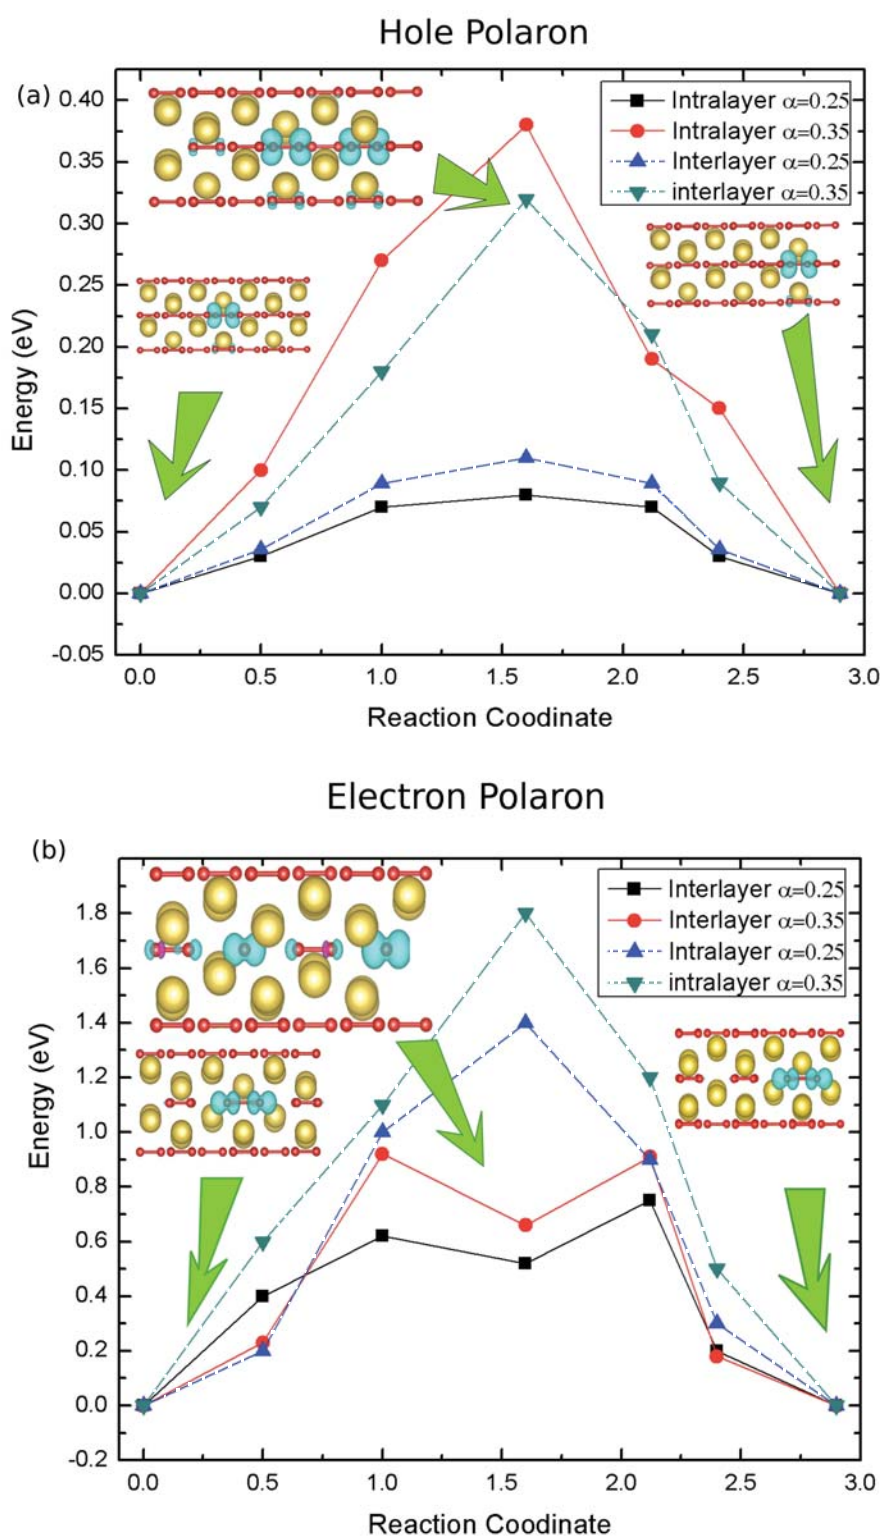 Hole Polaron
(a)
Intralayer α=0.25
Intralayer α=0.35
Interlayer α=0.25
interlayer α=0.35
0.40
0.35
0.30
0.25
0.20
0.15
0.10
0.05
0.00
-0.05
Energy (eV)
0.0 0.5 1.0 1.5 2.0 2.5 3.0
Reaction Coodinate
Electron Polaron
(b)
Interlayer α=0.25
Interlayer α=0.35
Intralayer α=0.25
intralayer α=0.35
1.8
1.6
1.4
1.2
1.0
0.8
0.6
0.4
0.2
0.0
-0.2
Energy (eV)
0.0 0.5 1.0 1.5 2.0 2.5 3.0
Reaction Coodinate